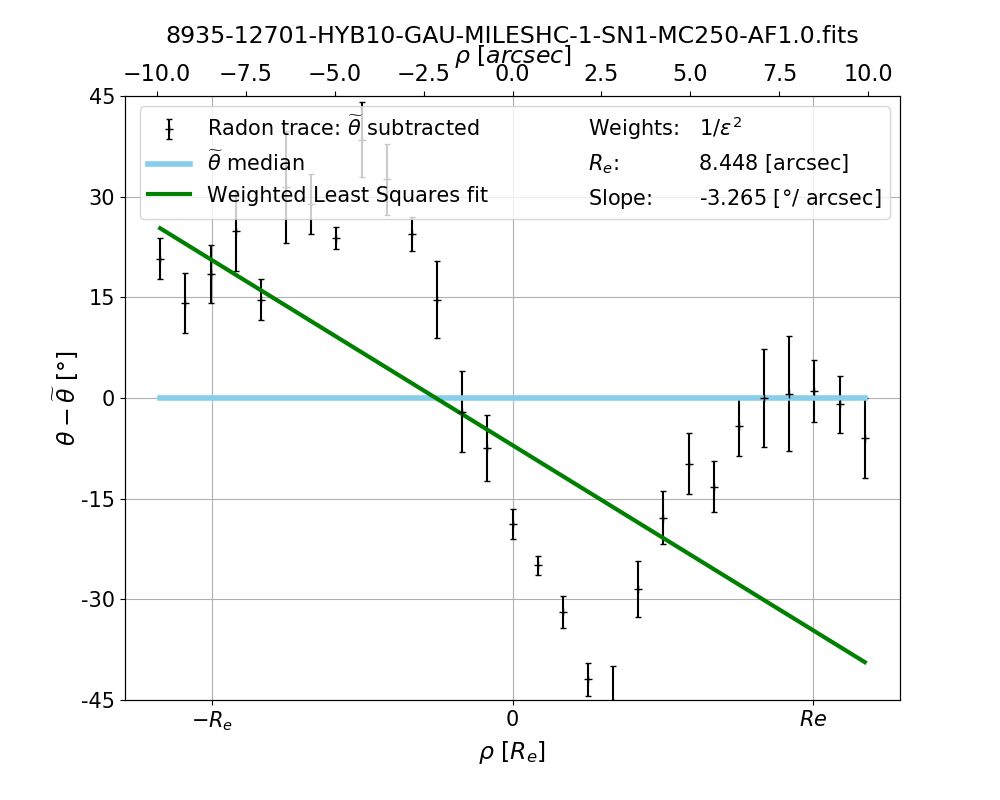 8935-12701-HYB10-GAU-MILESHC-1-SN1-MC250-AF1.0.fits
ρ [arcsec]
−10.0 −7.5 −5.0 −2.5 0.0 2.5 5.0 7.5 10.0
Radon trace: θ̃ subtracted
θ̃ median
Weighted Least Squares fit
Weights: 1/ε²
Rₑ: 8.448 [arcsec]
Slope: -3.265 [°/ arcsec]
45
30
15
0
-15
-30
-45
θ − θ̃ [°]
−Rₑ 0 Re
ρ [Rₑ]